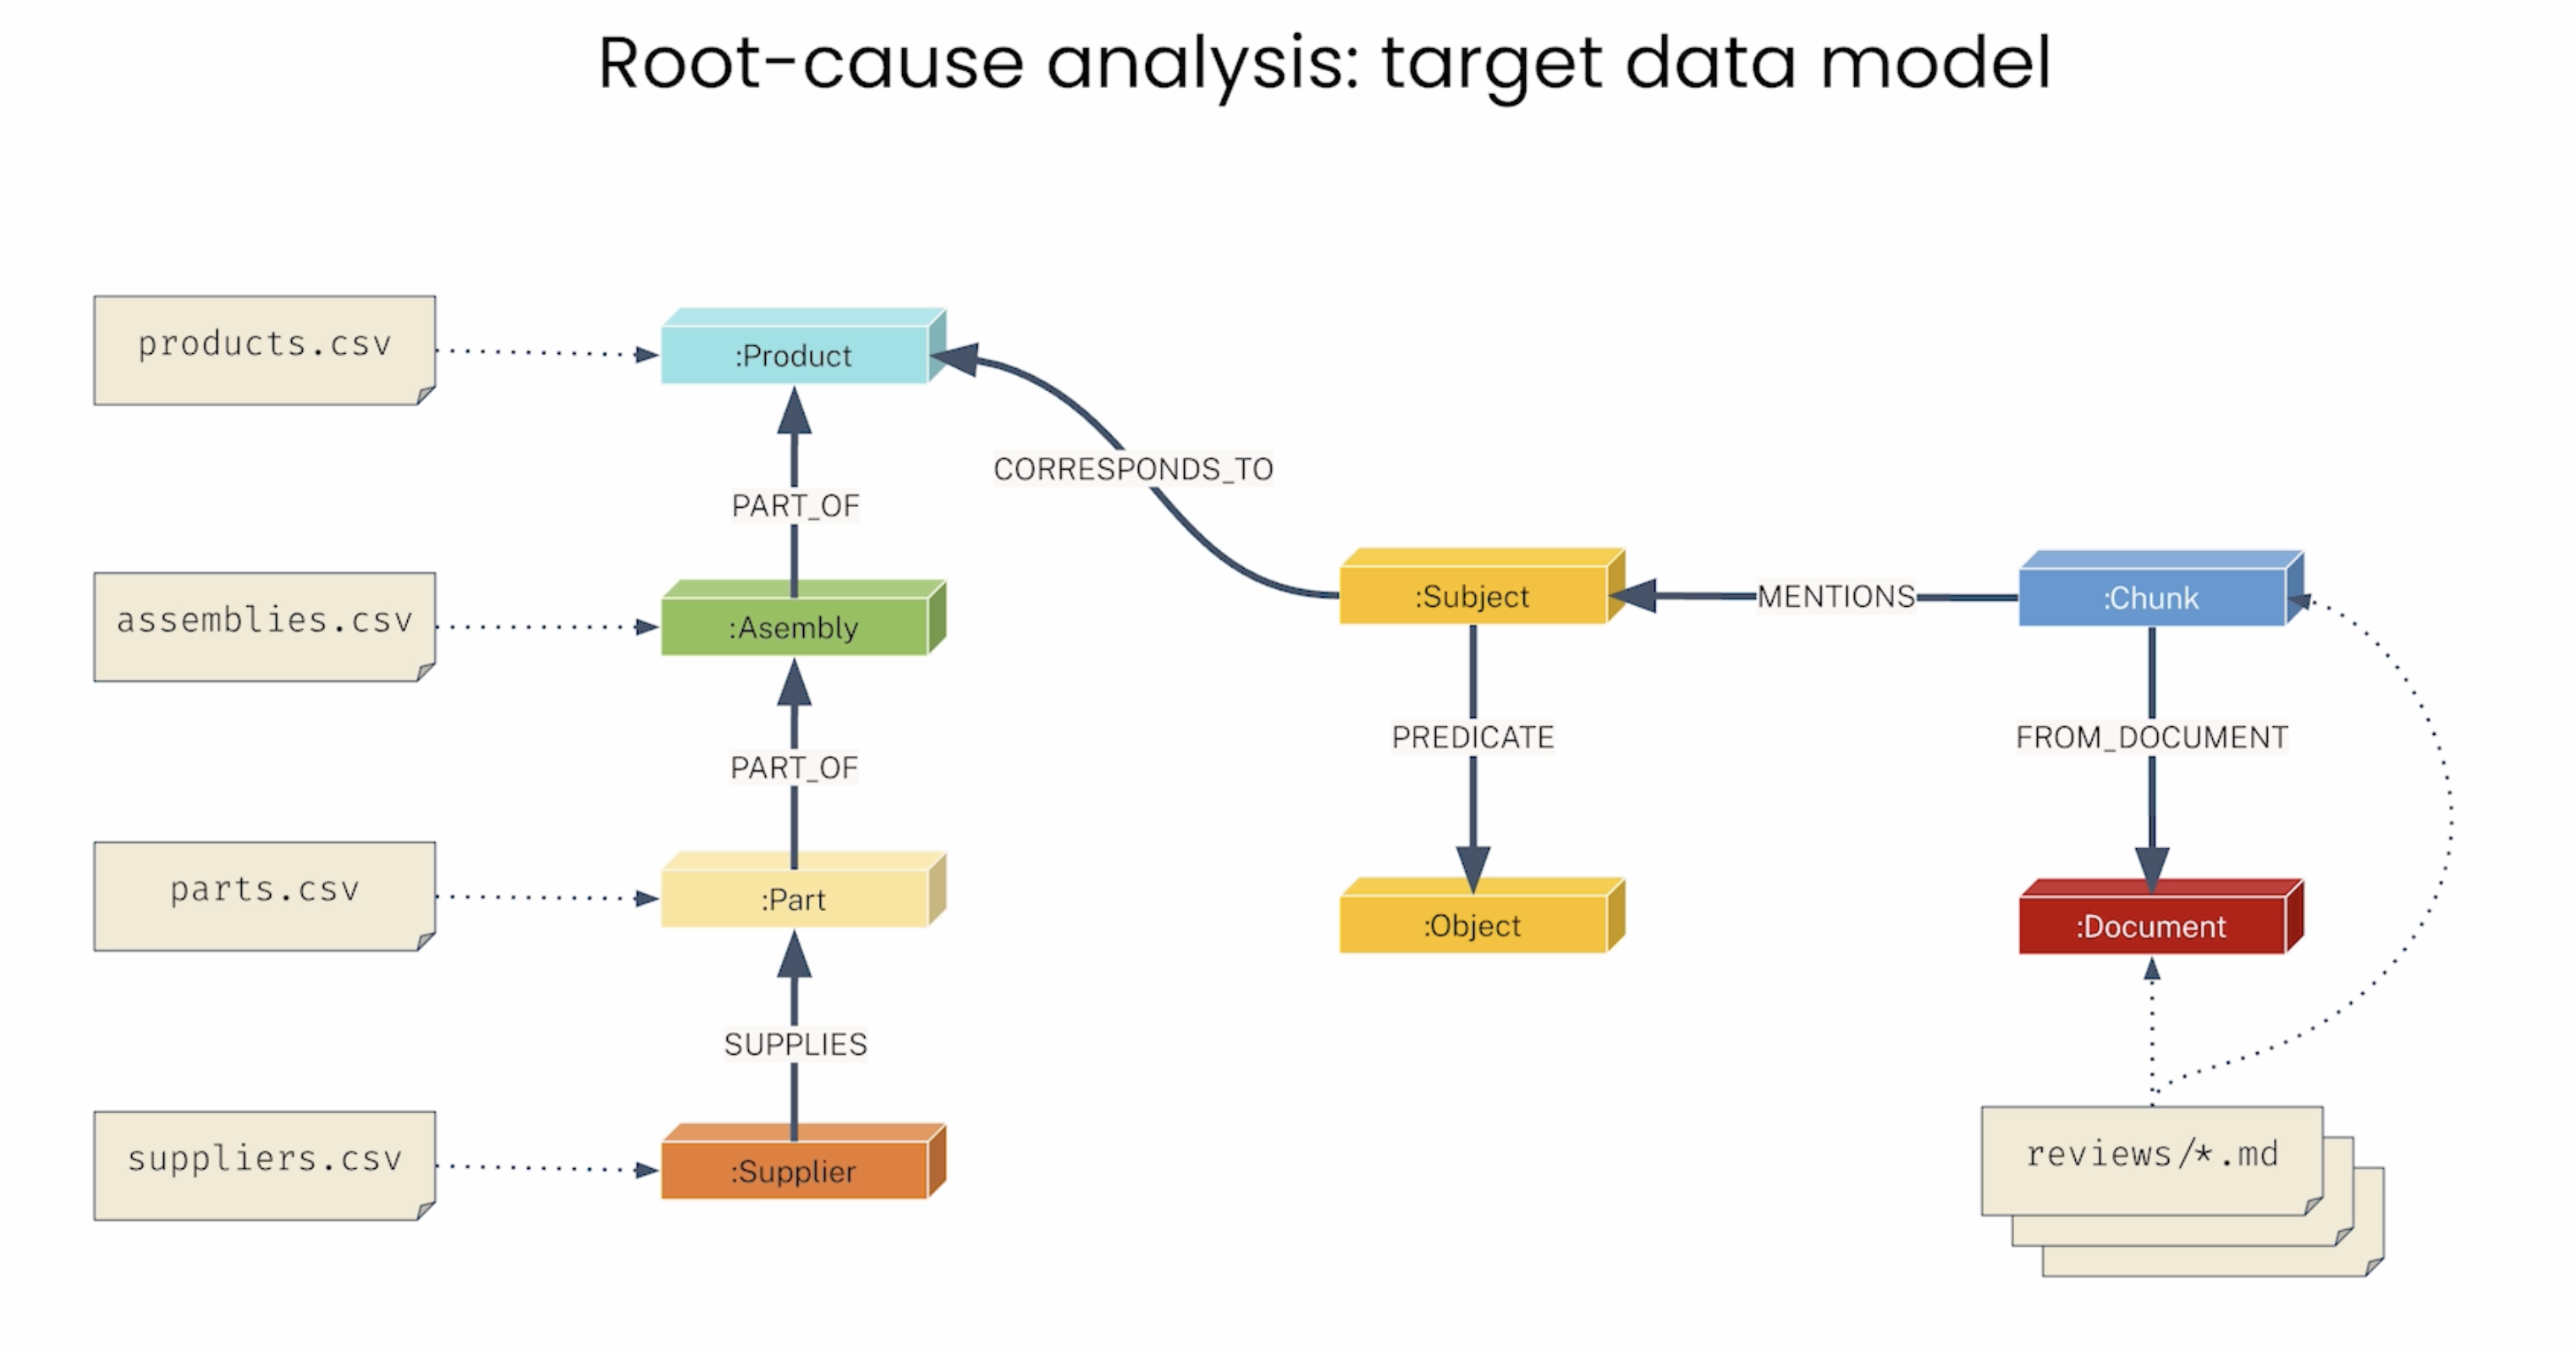 Root-cause analysis: target data model
products.csv
:Product
CORRESPONDS_TO
PART_OF
assemblies.csv
:Asembly
:Subject
MENTIONS
:Chunk
PART_OF
PREDICATE
FROM_DOCUMENT
parts.csv
:Part
:Object
:Document
SUPPLIES
suppliers.csv
:Supplier
reviews/*.md